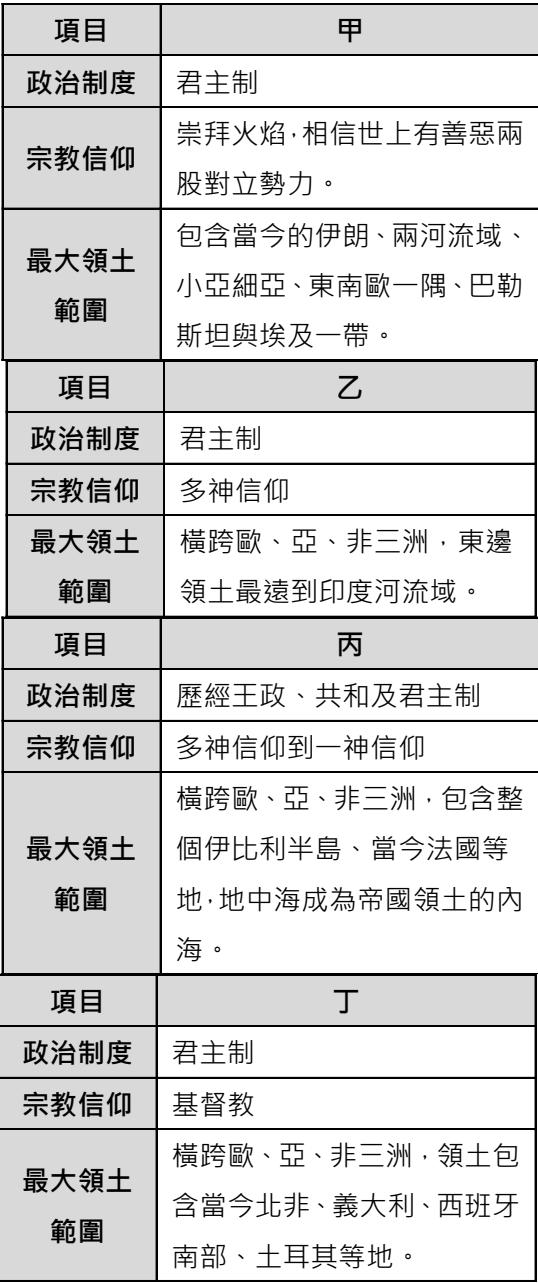 項目 甲
政治制度 君主制
宗教信仰 崇拜火焰，相信世上有善惡兩
股對立勢力。
最大領土
範圍 包含當今的伊朗、兩河流域、
小亞細亞、東南歐一隅、巴勒
斯坦與埃及一帶。
項目 乙
政治制度 君主制
宗教信仰 多神信仰
最大領土
範圍 橫跨歐、亞、非三洲，東邊
領土最遠到印度河流域。
項目 丙
政治制度 歷經王政、共和及君主制
宗教信仰 多神信仰到一神信仰
最大領土
範圍 橫跨歐、亞、非三洲，包含整
個伊比利半島、當今法國等
地，地中海成為帝國領土的內
海。
項目 丁
政治制度 君主制
宗教信仰 基督教
最大領土
範圍 橫跨歐、亞、非三洲，領土包
含當今北非、義大利、西班牙
南部、土耳其等地。